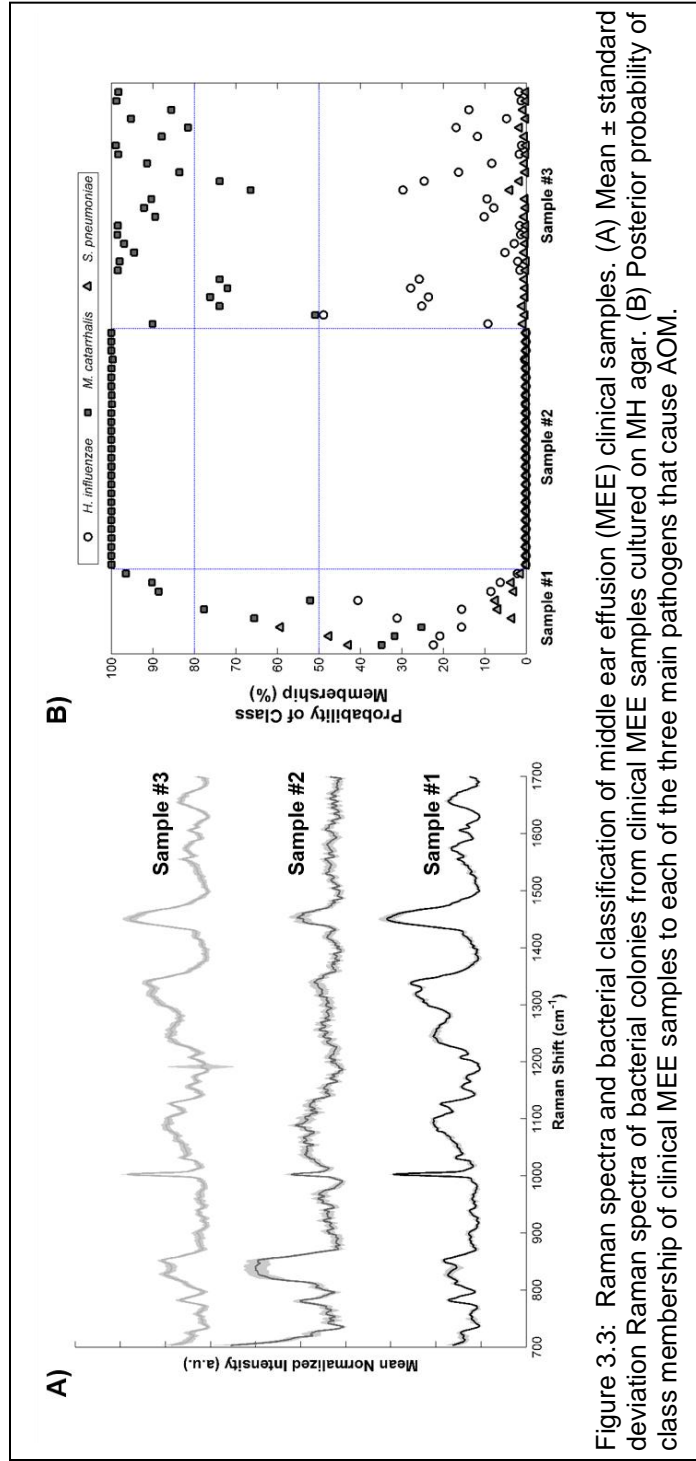 A)
Mean Normalized Intensity (a.u.)
Sample #3
Sample #2
Sample #1
700 800 900 1000 1100 1200 1300 1400 1500 1600 1700
Raman Shift (cm-1)
B)
Probability of Class
Membership (%)
100
90
80
70
60
50
40
30
20
10
0
H. influenzae M. catarrhalis S. pneumoniae
Sample #1 Sample #2 Sample #3
Figure 3.3: Raman spectra and bacterial classification of middle ear effusion (MEE) clinical samples. (A) Mean ± standard
deviation Raman spectra of bacterial colonies from clinical MEE samples cultured on MH agar. (B) Posterior probability of
class membership of clinical MEE samples to each of the three main pathogens that cause AOM.